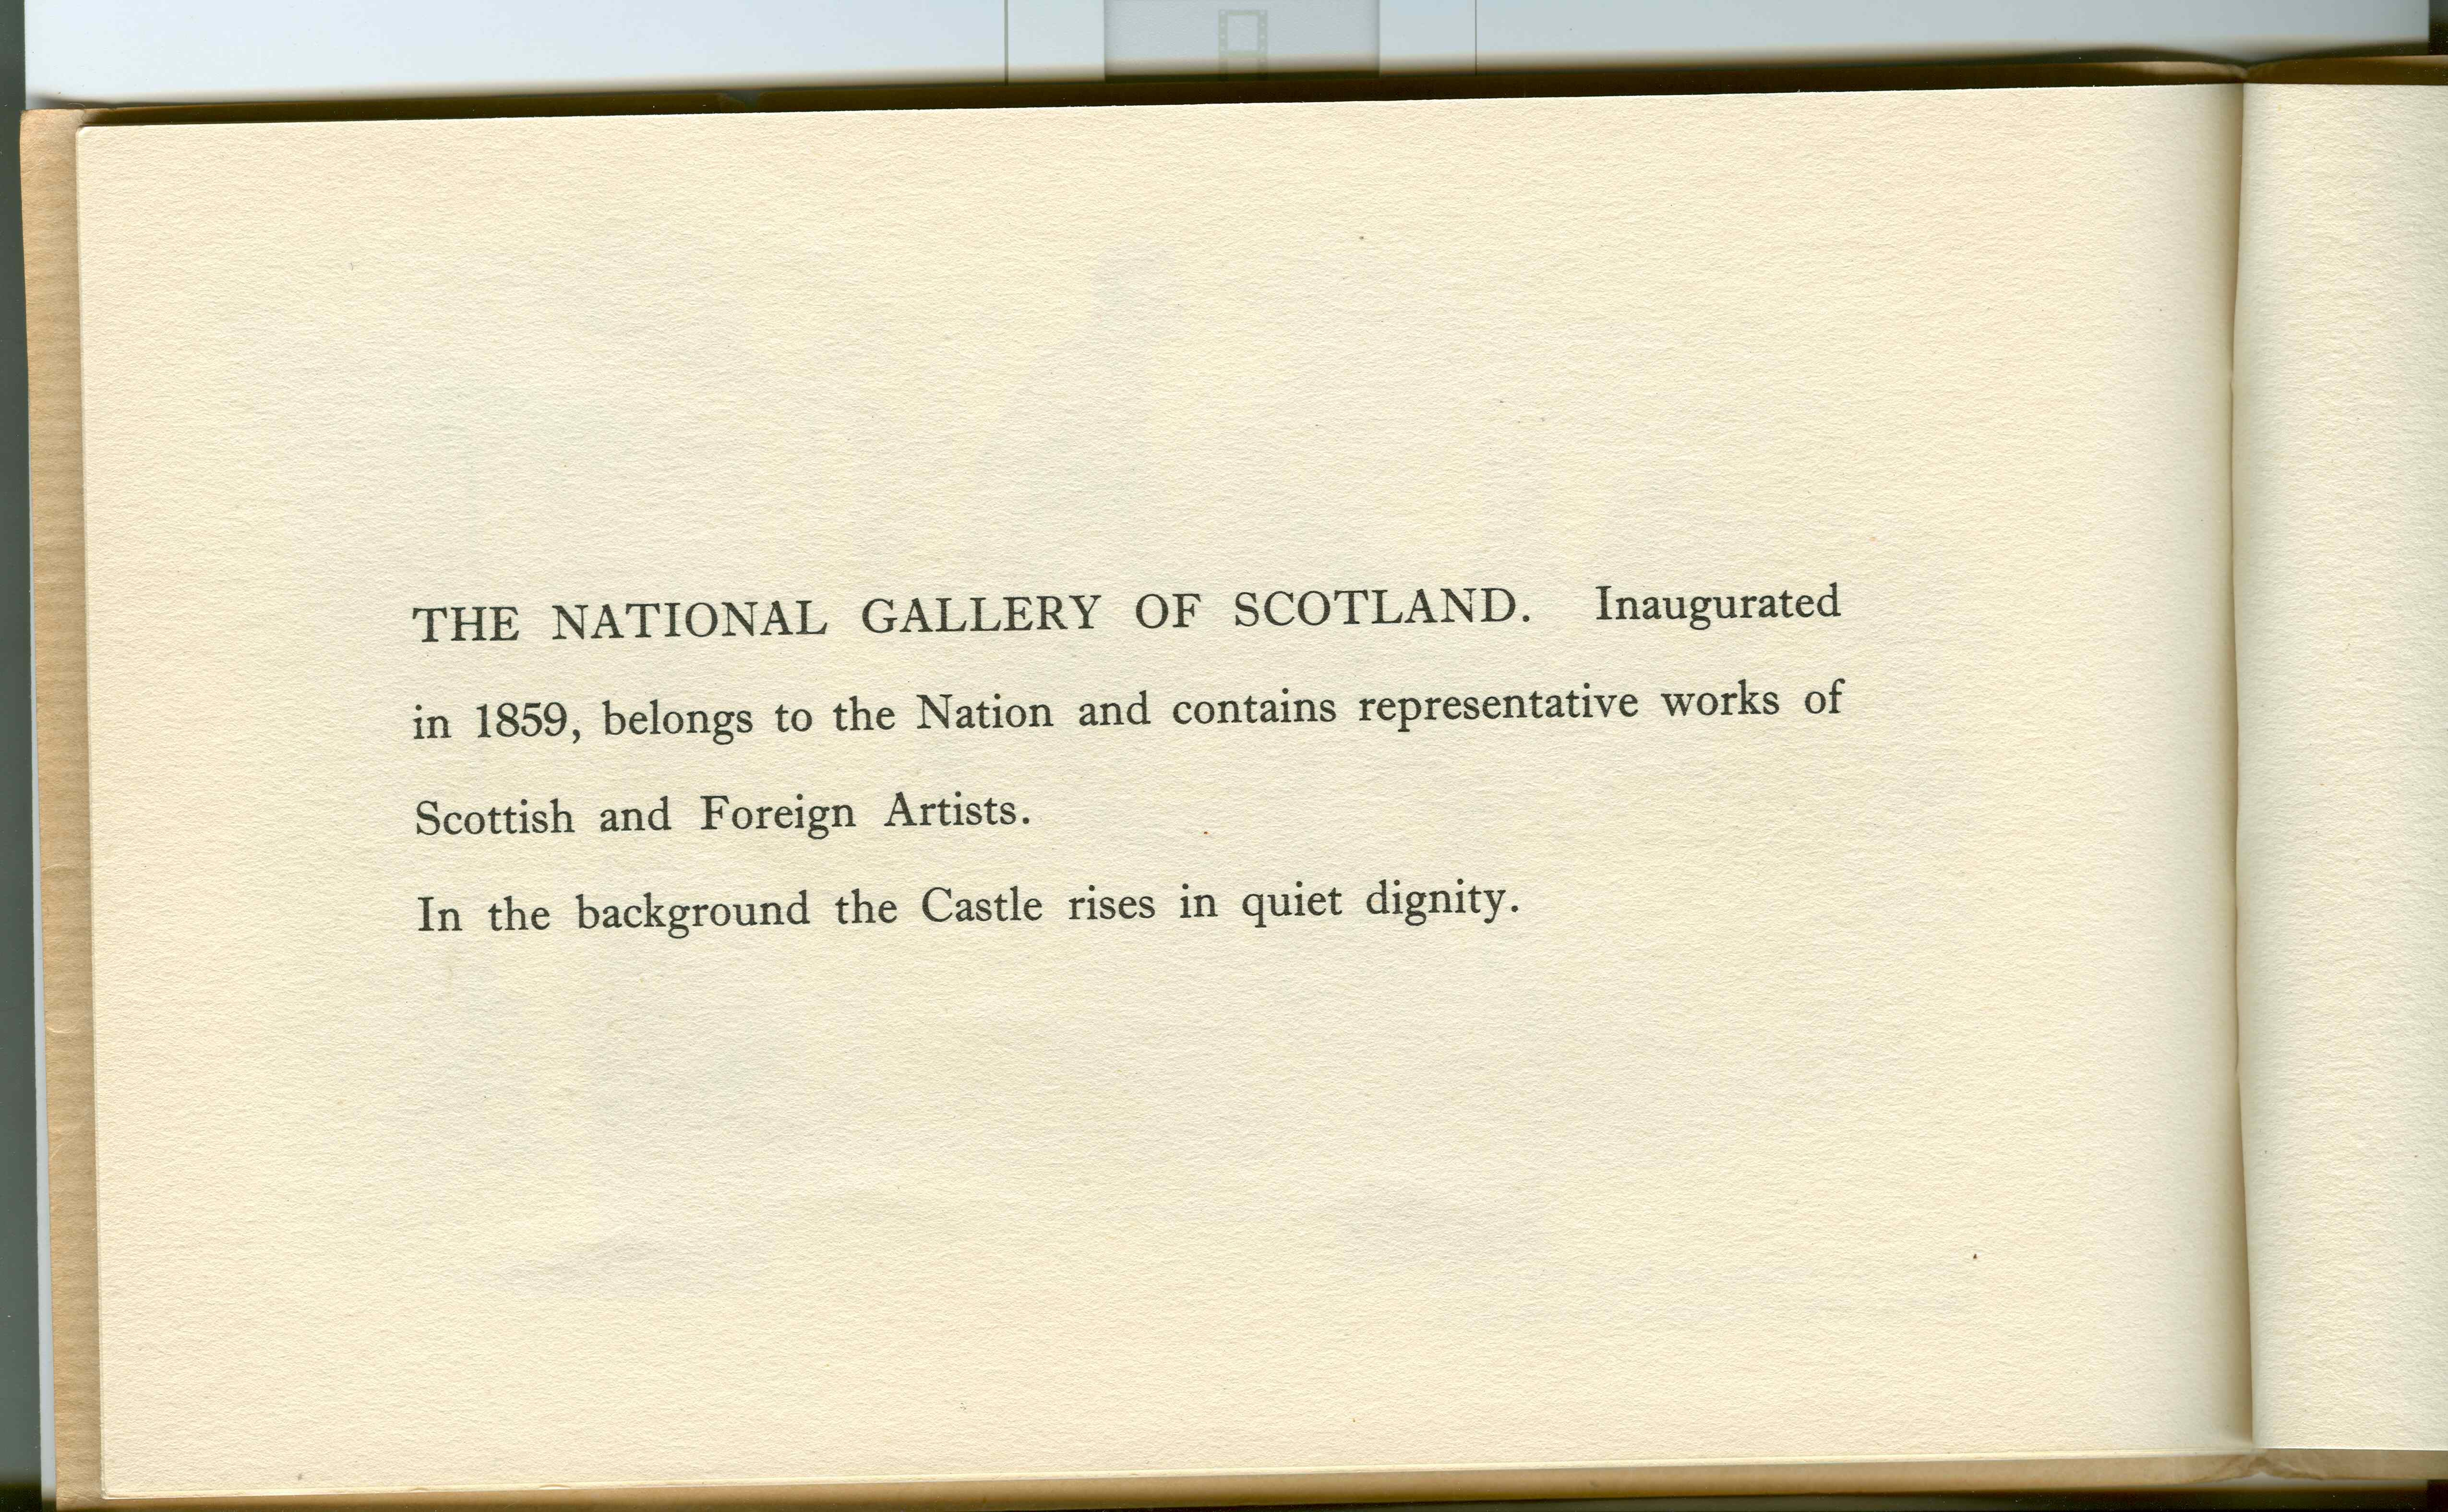 THE NATIONAL GALLERY OF SCOTLAND. Inaugurated
in 1859, belongs to the Nation and contains representative works of
Scottish and Foreign Artists.
In the background the Castle rises in quiet dignity.